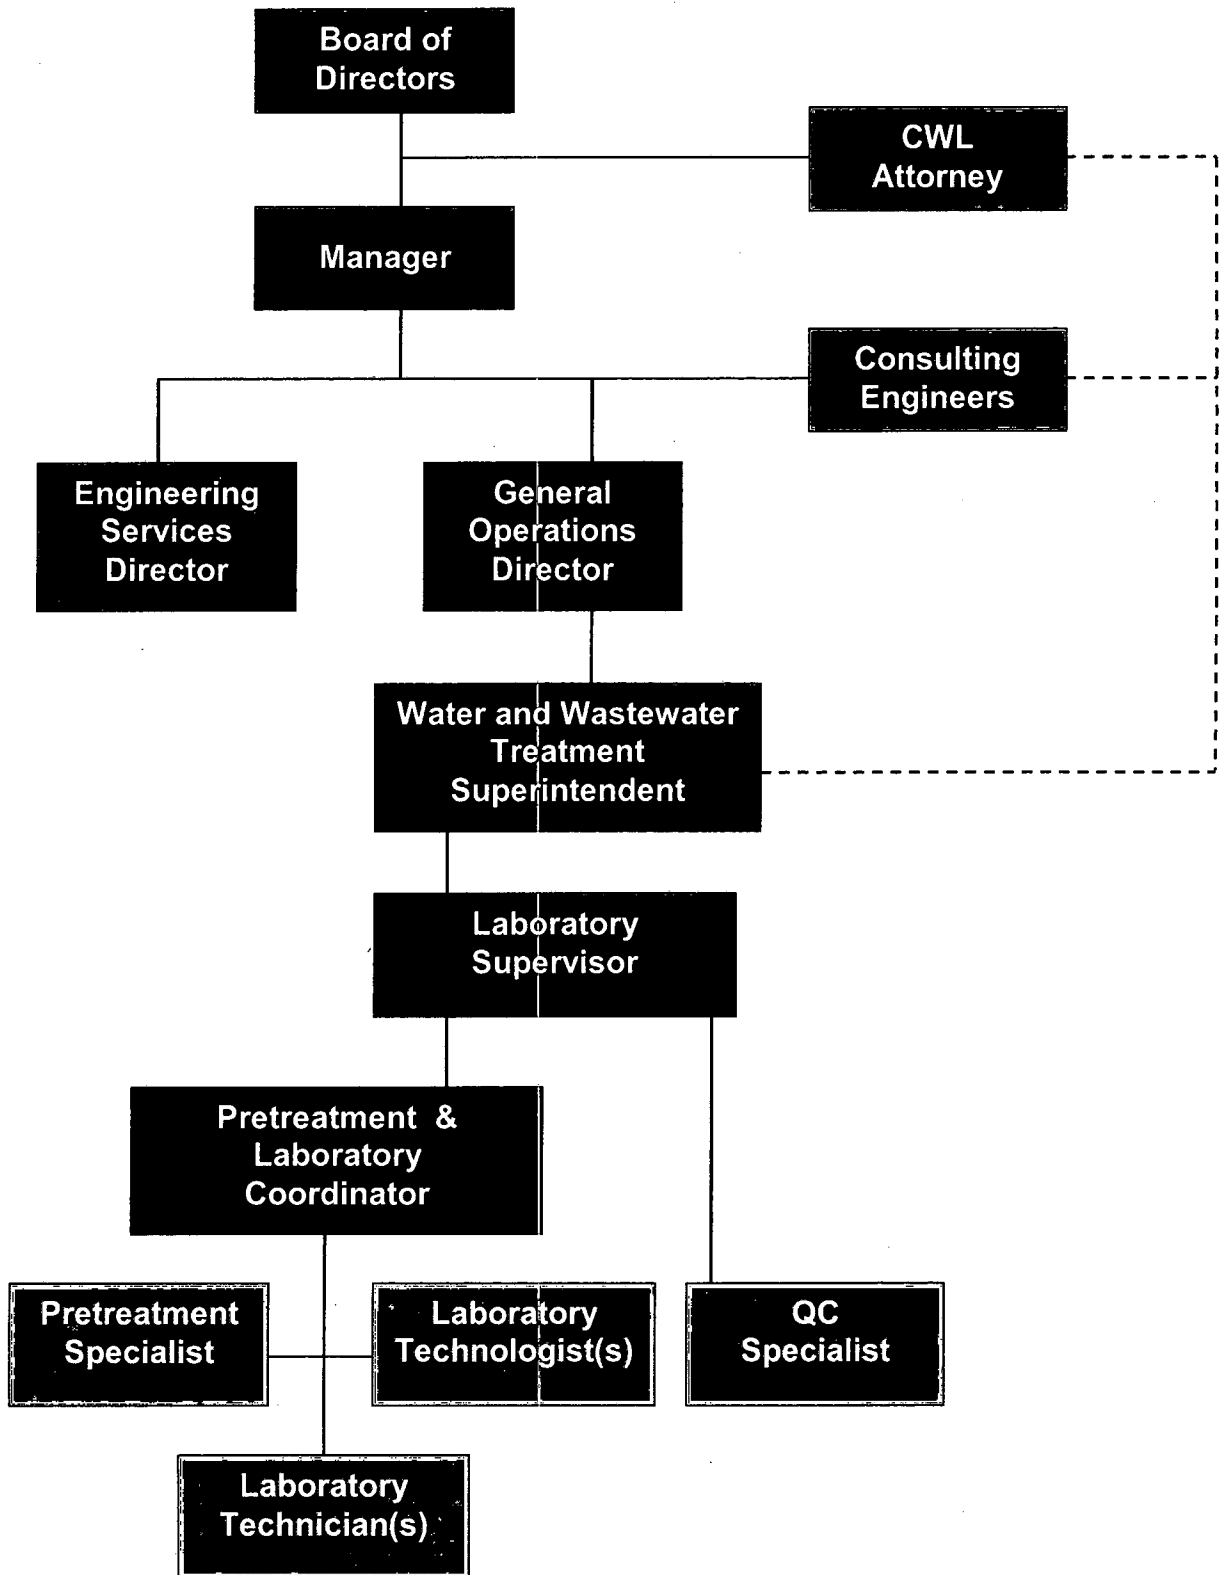 Board of
Directors
CWL
Attorney
Manager
Consulting
Engineers
Engineering
Services
Director
General
Operations
Director
Water and Wastewater
Treatment
Superintendent
Laboratory
Supervisor
Pretreatment &
Laboratory
Coordinator
Pretreatment
Specialist
Laboratory
Technologist(s)
QC
Specialist
Laboratory
Technician(s)